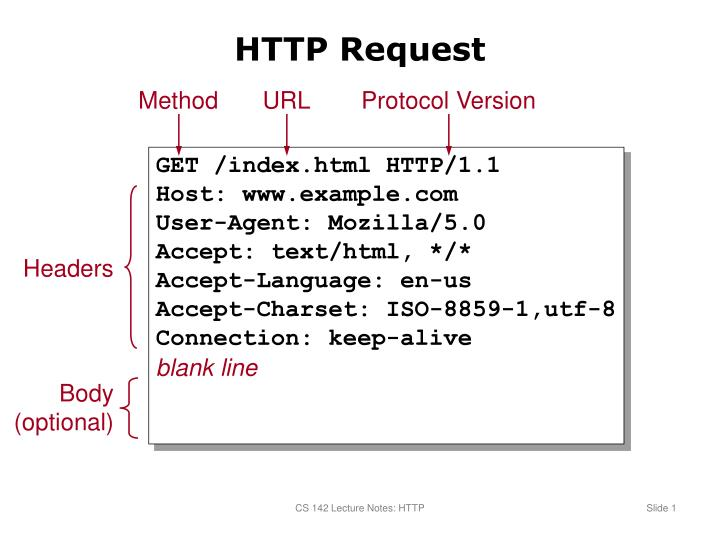 HTTP Request
Method URL Protocol Version
GET /index.html HTTP/1.1
Host: www.example.com
User-Agent: Mozilla/5.0
Accept: text/html, */*
Headers
Accept-Language: en-us
Accept-Charset: ISO-8859-1,utf-8
Connection: keep-alive
blank line
Body
(optional)
CS 142 Lecture Notes: HTTP
Slide 1